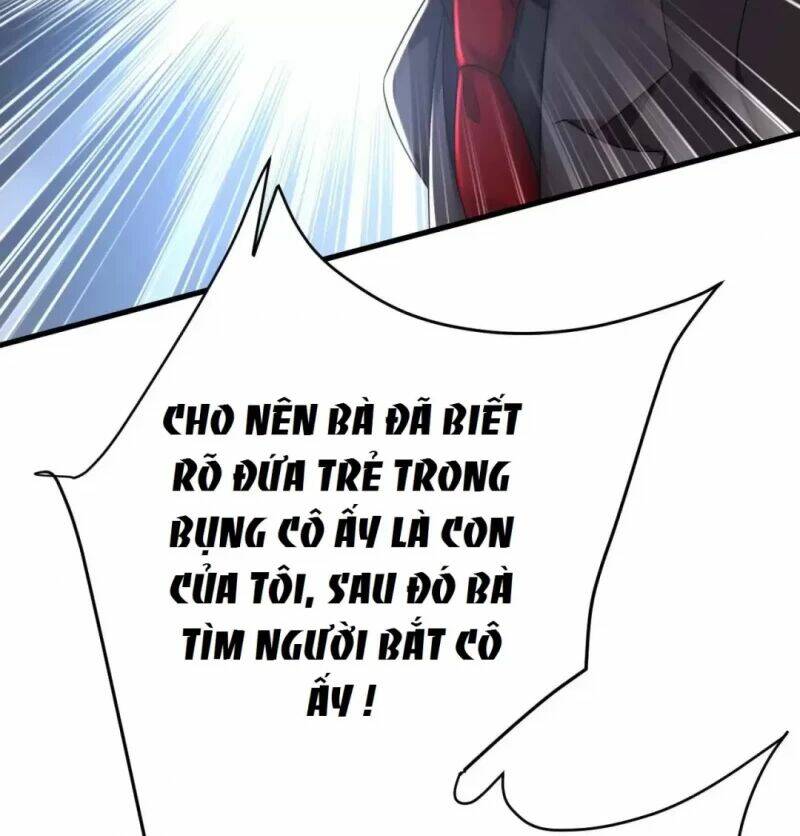 CHO NÊN BÀ ĐÃ BIẾT
RÕ ĐỨA TRẺ TRONG
BỤNG CÔ ẤY LÀ CON
CỦA TÔI, SAU ĐÓ BÀ
TÌM NGƯỜI BẮT CÔ
ẤY !